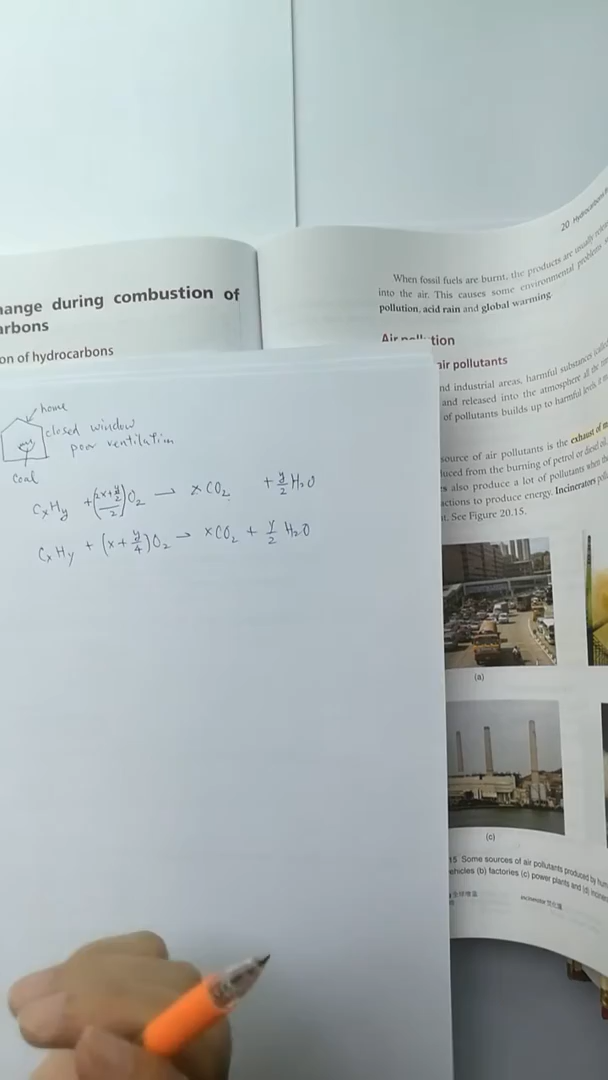 20 Hydrocarbons
When fossil fuels are burnt, the products are usually
into the air. This causes some environmental problems
pollution, acid rain and global warming.
ange during combustion of
arbons
on of hydrocarbons
tion
air pollutants
nd industrial areas, harmful substances
and released into the atmosphere all the
of pollutants builds up to harmful levels, it
source of air pollutants is the exhaust of
uced from the burning of petrol or diesel oil.
s also produce a lot of pollutants when the
actions to produce energy. Incinerators
t. See Figure 20.15.
home
closed window
poor ventilation
coal
CxHy + ((2x+y/2)/2)O₂ → xCO₂ + y/2 H₂O
CxHy + (x+y/4)O₂ → xCO₂ + y/2 H₂O
(a)
(c)
15 Some sources of air pollutants produced by
ehicles (b) factories (c) power plants and (d)
incinerator